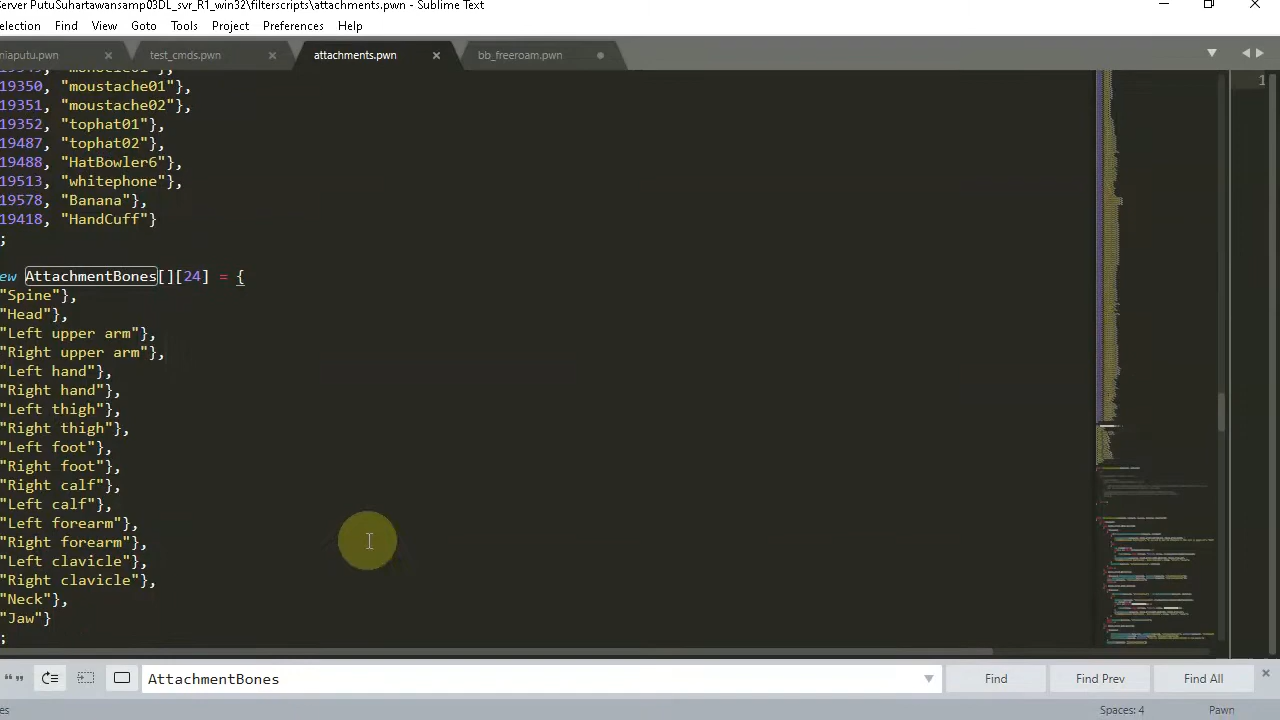 Server PutuSuhartawansamp03DL_svr_R1_win32\filterscripts\attachments.pwn - Sublime Text
election Find View Goto Tools Project Preferences Help
niaputu.pwn test_cmds.pwn attachments.pwn bb_freeroam.pwn
1
19350, "moustache01"},
19351, "moustache02"},
19352, "tophat01"},
19487, "tophat02"},
19488, "HatBowler6"},
19513, "whitephone"},
19578, "Banana"},
19418, "HandCuff"}
;
ew AttachmentBones[][24] = {
"Spine"},
"Head"},
"Left upper arm"},
"Right upper arm"},
"Left hand"},
"Right hand"},
"Left thigh"},
"Right thigh"},
"Left foot"},
"Right foot"},
"Right calf"},
"Left calf"},
"Left forearm"},
"Right forearm"},
"Left clavicle"},
"Right clavicle"},
"Neck"},
"Jaw"}
;
AttachmentBones Find Find Prev Find All
es Spaces: 4 Pawn